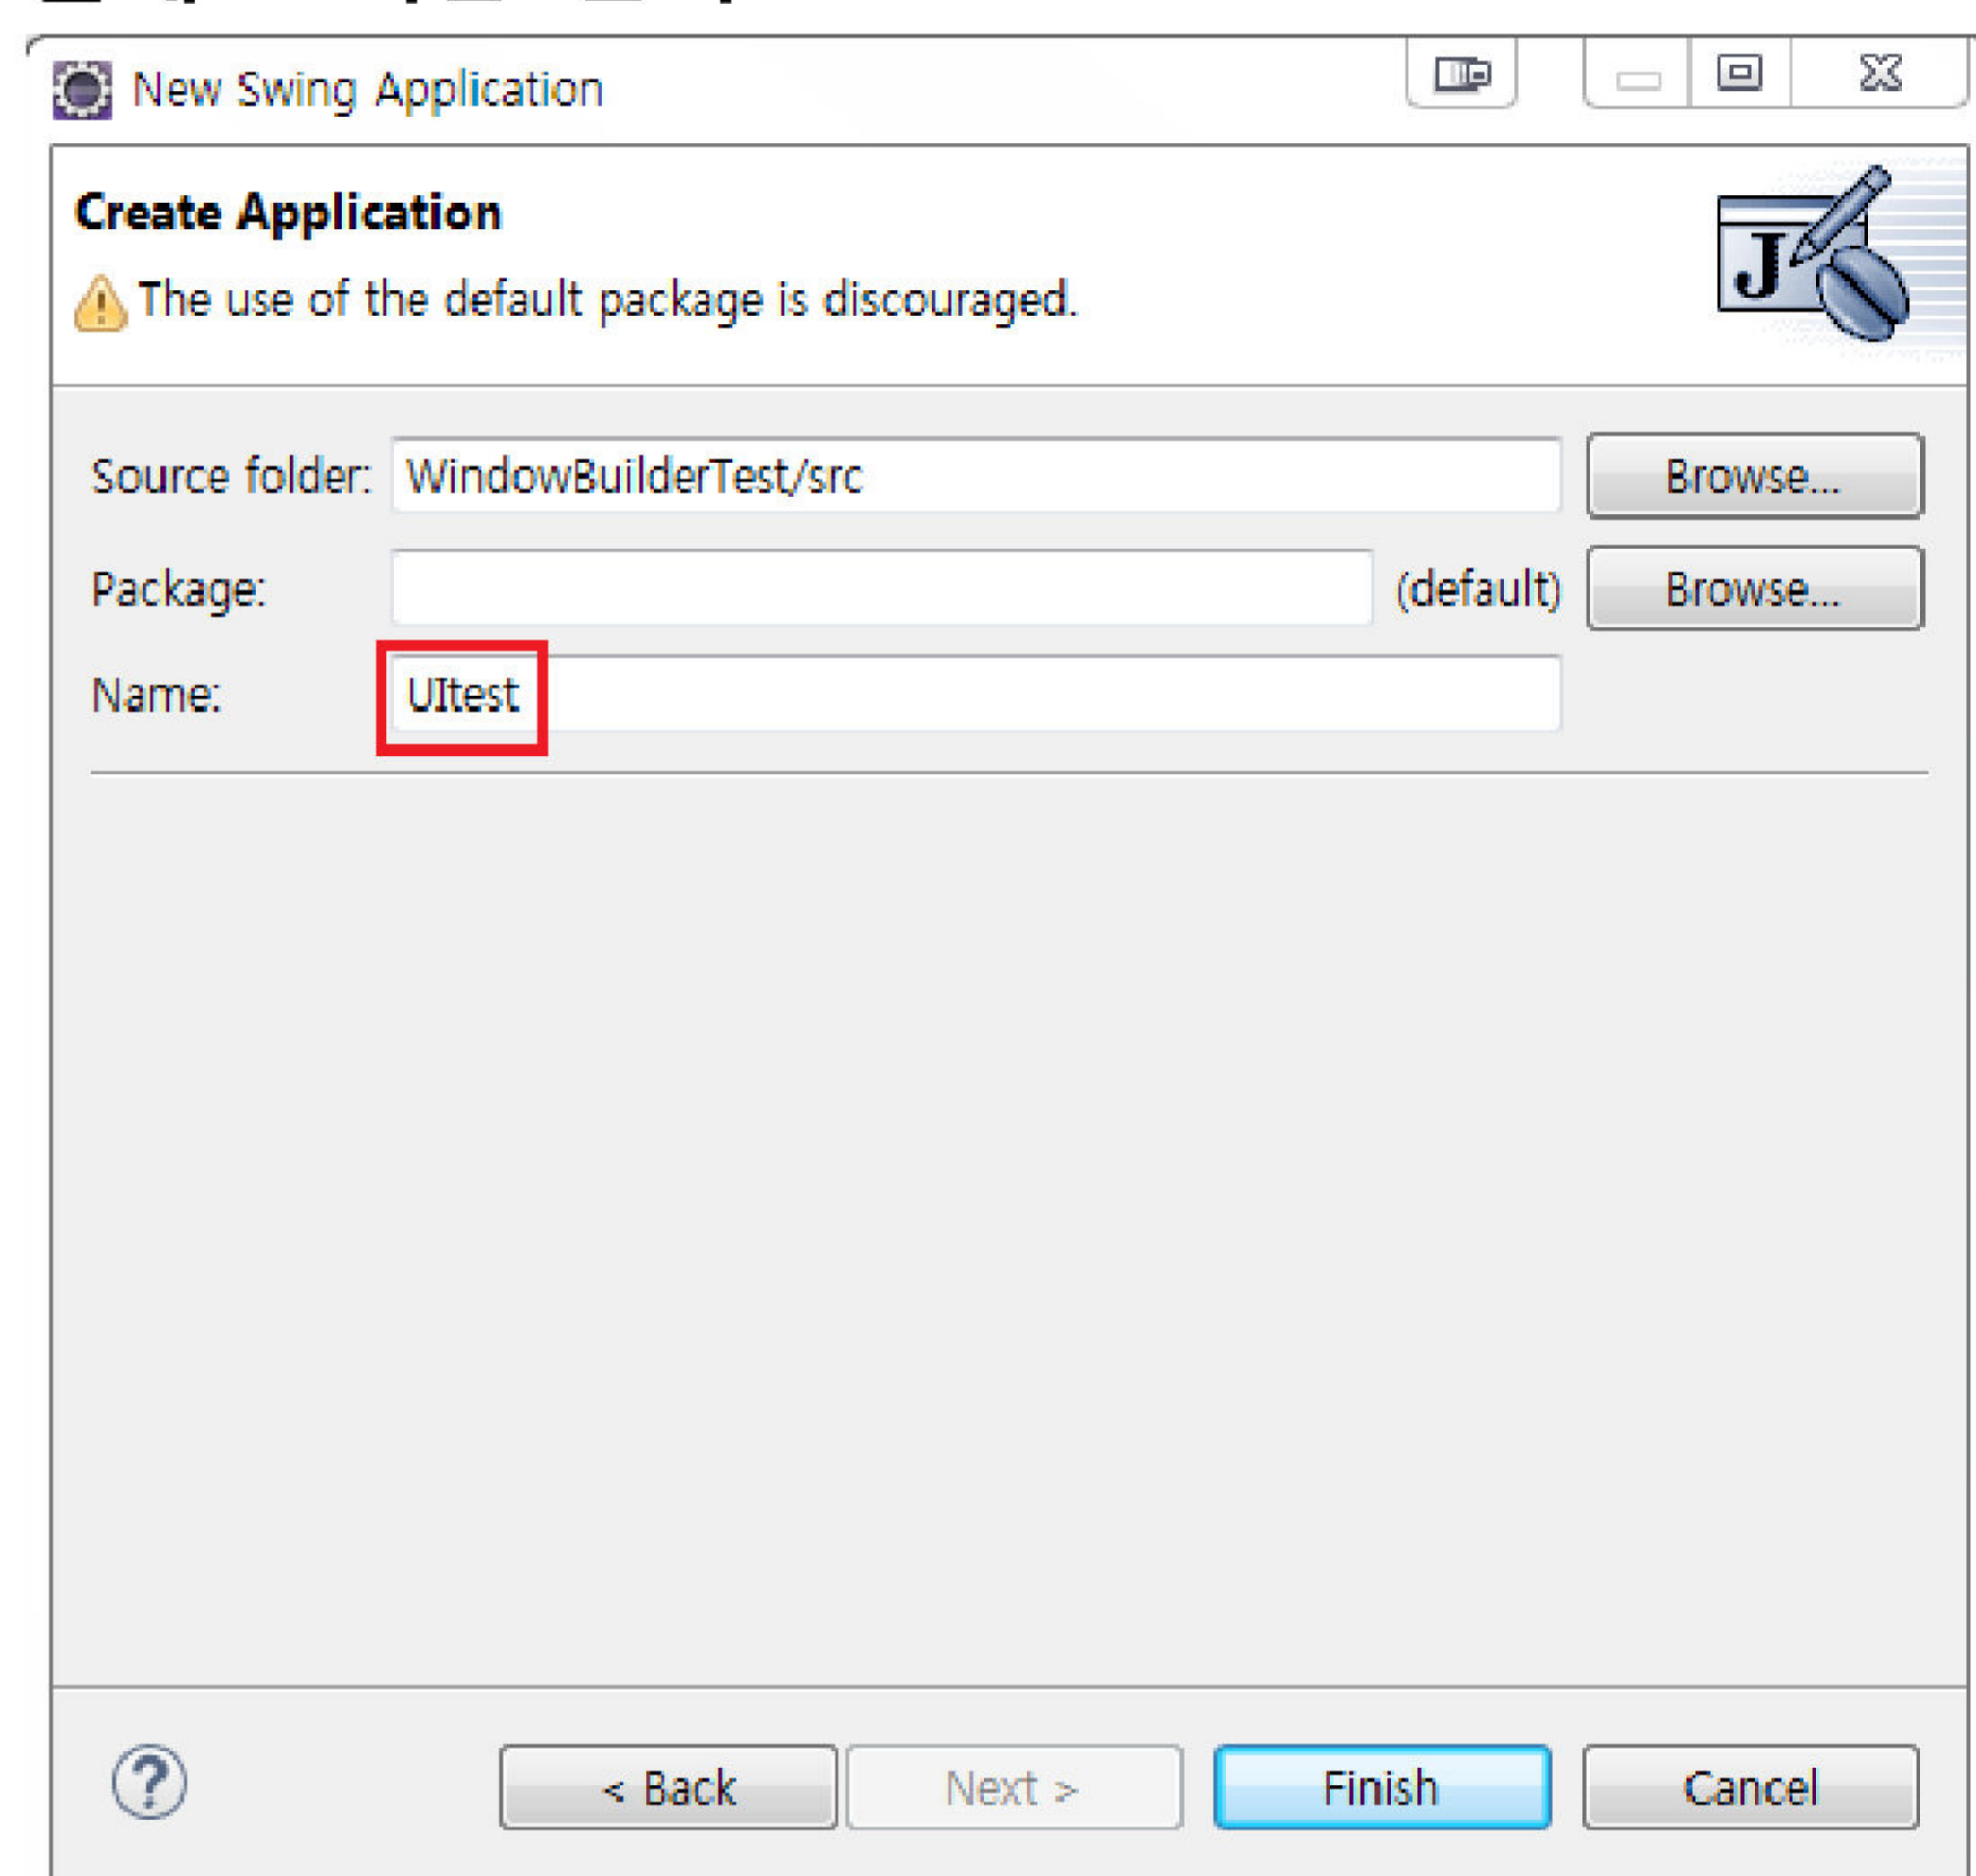 New Swing Application
Create Application
The use of the default package is discouraged.
Source folder: WindowBuilderTest/src Browse...
Package: (default) Browse...
Name: UItest
< Back Next > Finish Cancel